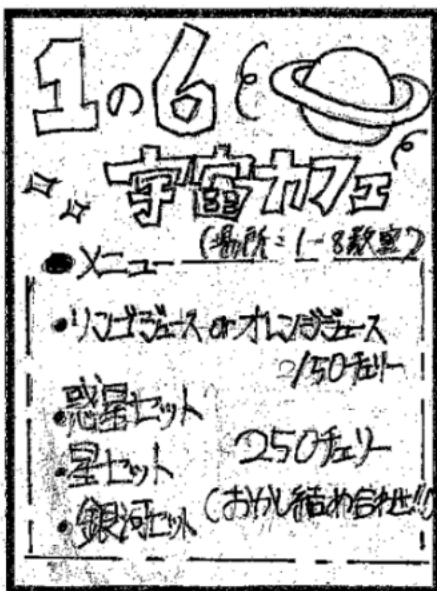 1の6
宇宙カフェ
(場所:1-8教室)
●メニュー
・リンゴジュース or オレンジジュース
150チェリー
・惑星セット
・星セット
250チェリー
・銀河セット
(おかし詰め合わせ!!)